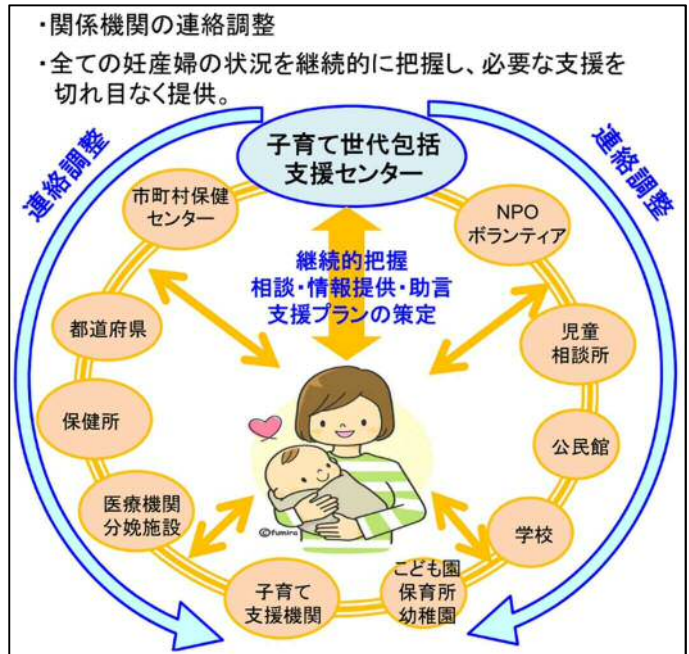 ・関係機関の連絡調整
・全ての妊産婦の状況を継続的に把握し、必要な支援を
切れ目なく提供。
子育て世代包括
支援センター
連絡調整
連絡調整
市町村保健
センター
NPO
ボランティア
継続的把握
相談・情報提供・助言
支援プランの策定
都道府県
児童
相談所
保健所
公民館
医療機関
分娩施設
学校
©fumira
子育て
支援機関
こども園
保育所
幼稚園